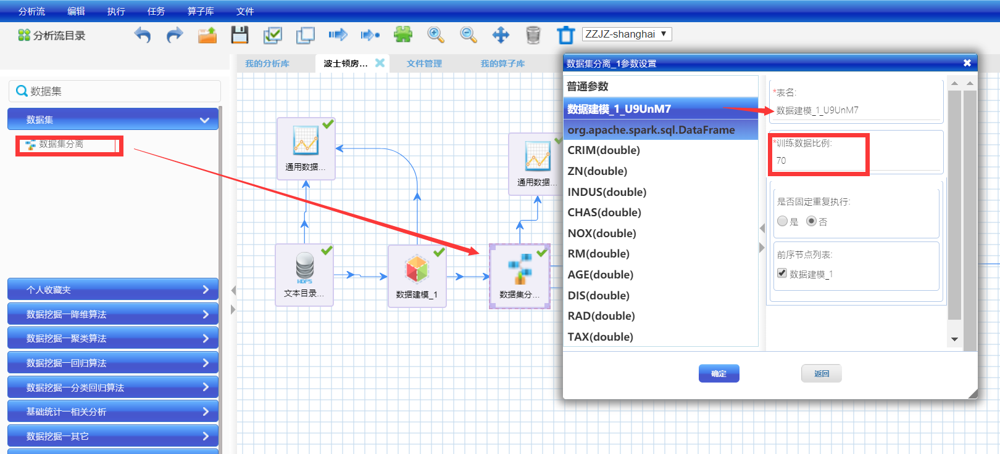 分析流 编辑 执行 任务 算子库 文件
分析流目录
ZZJZ-shanghai
我的分析库 波士顿房... 文件管理 我的算子库
数据集
数据集
数据集分离
个人收藏夹
数据挖掘—降维算法
数据挖掘—聚类算法
数据挖掘—回归算法
数据挖掘—分类回归算法
基础统计—相关分析
数据挖掘—其它
通用数据...
通用数据...
HDFS
文本目录...
数据建模_1
数据集分...
数据集分离_1参数设置
普通参数
数据建模_1_U9UnM7
org.apache.spark.sql.DataFrame
CRIM(double)
ZN(double)
INDUS(double)
CHAS(double)
NOX(double)
RM(double)
AGE(double)
DIS(double)
RAD(double)
TAX(double)
*表名:
数据建模_1_U9UnM7
*训练数据比例:
70
是否固定重复执行:
是 否
前序节点列表:
数据建模_1
确定 返回